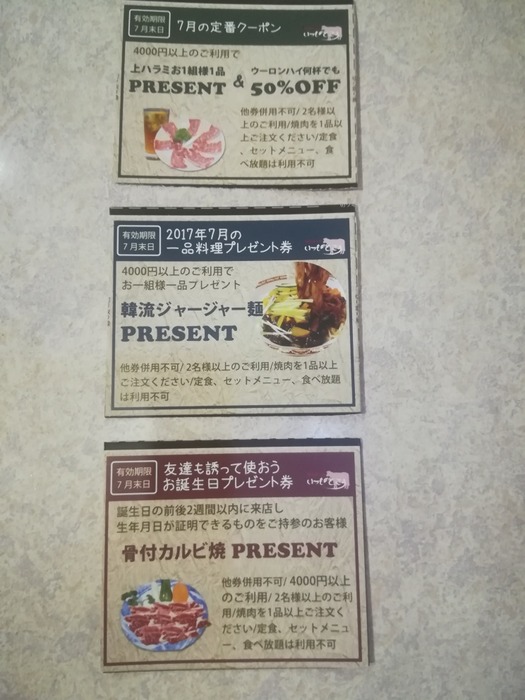 有効期限
7月末日
7月の定番クーポン
4000円以上のご利用で
上ハラミお1組様1品
PRESENT
&
ウーロンハイ何杯でも
50%OFF
他券併用不可/2名様以
上のご利用/焼肉を1品以
上ご注文ください/定食
、セットメニュー、食
べ放題は利用不可
有効期限
7月末日
2017年7月の
一品料理プレゼント券
4000円以上のご利用で
お一組様一品プレゼント
韓流ジャージャー麺
PRESENT
他券併用不可/2名様以上のご利用/焼肉を1品以上
ご注文ください/定食、セットメニュー、食べ放題
は利用不可
有効期限
7月末日
友達も誘って使おう
お誕生日プレゼント券
誕生日の前後2週間以内に来店し
生年月日が証明できるものをご持参のお客様
骨付カルビ焼 PRESENT
他券併用不可/4000円以上
のご利用/2名様以上のご利
用/焼肉を1品以上ご注文く
ださい/定食、セットメニュ
ー、食べ放題は利用不可